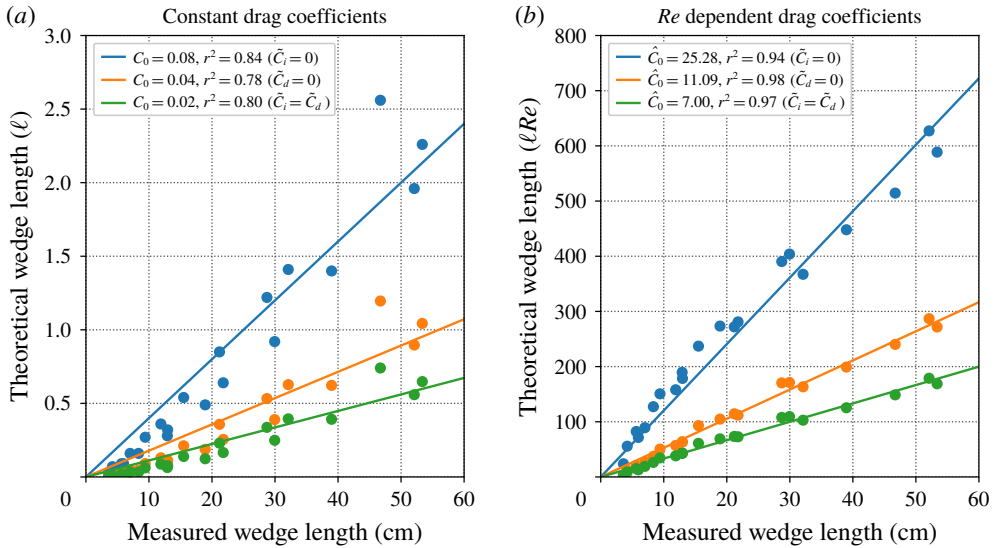 (a)
Constant drag coefficients
3.0
2.5
2.0
1.5
1.0
0.5
0
10
20
30
40
50
60
Theoretical wedge length (ℓ)
Measured wedge length (cm)
C₀ = 0.08, r² = 0.84 (C̃ᵢ = 0)
C₀ = 0.04, r² = 0.78 (C̃_d = 0)
C₀ = 0.02, r² = 0.80 (C̃ᵢ = C̃_d)
(b)
Re dependent drag coefficients
800
700
600
500
400
300
200
100
0
10
20
30
40
50
60
Theoretical wedge length (ℓRe)
Measured wedge length (cm)
Ĉ₀ = 25.28, r² = 0.94 (C̃ᵢ = 0)
Ĉ₀ = 11.09, r² = 0.98 (C̃_d = 0)
Ĉ₀ = 7.00, r² = 0.97 (C̃ᵢ = C̃_d)